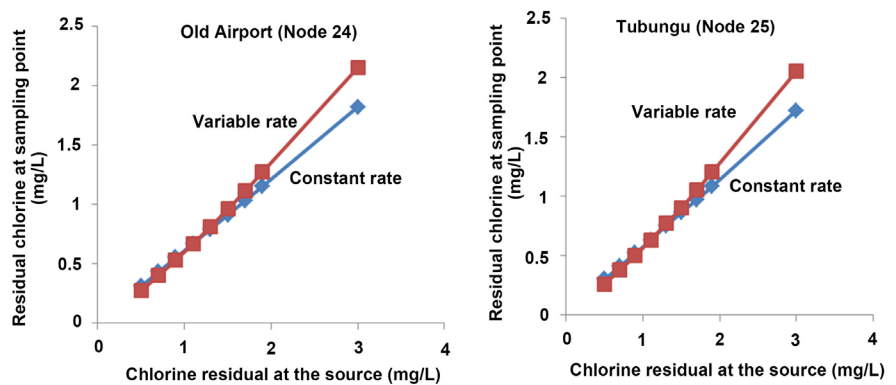 Old Airport (Node 24)
Residual chlorine at sampling point
(mg/L)
2.5
2
1.5
1
0.5
0
Variable rate
Constant rate
0
1
2
3
4
Chlorine residual at the source (mg/L)
Tubungu (Node 25)
Residual chlorine at sampling point
(mg/L)
2.5
2
1.5
1
0.5
0
Variable rate
Constant rate
0
1
2
3
4
Chlorine residual at the source (mg/L)